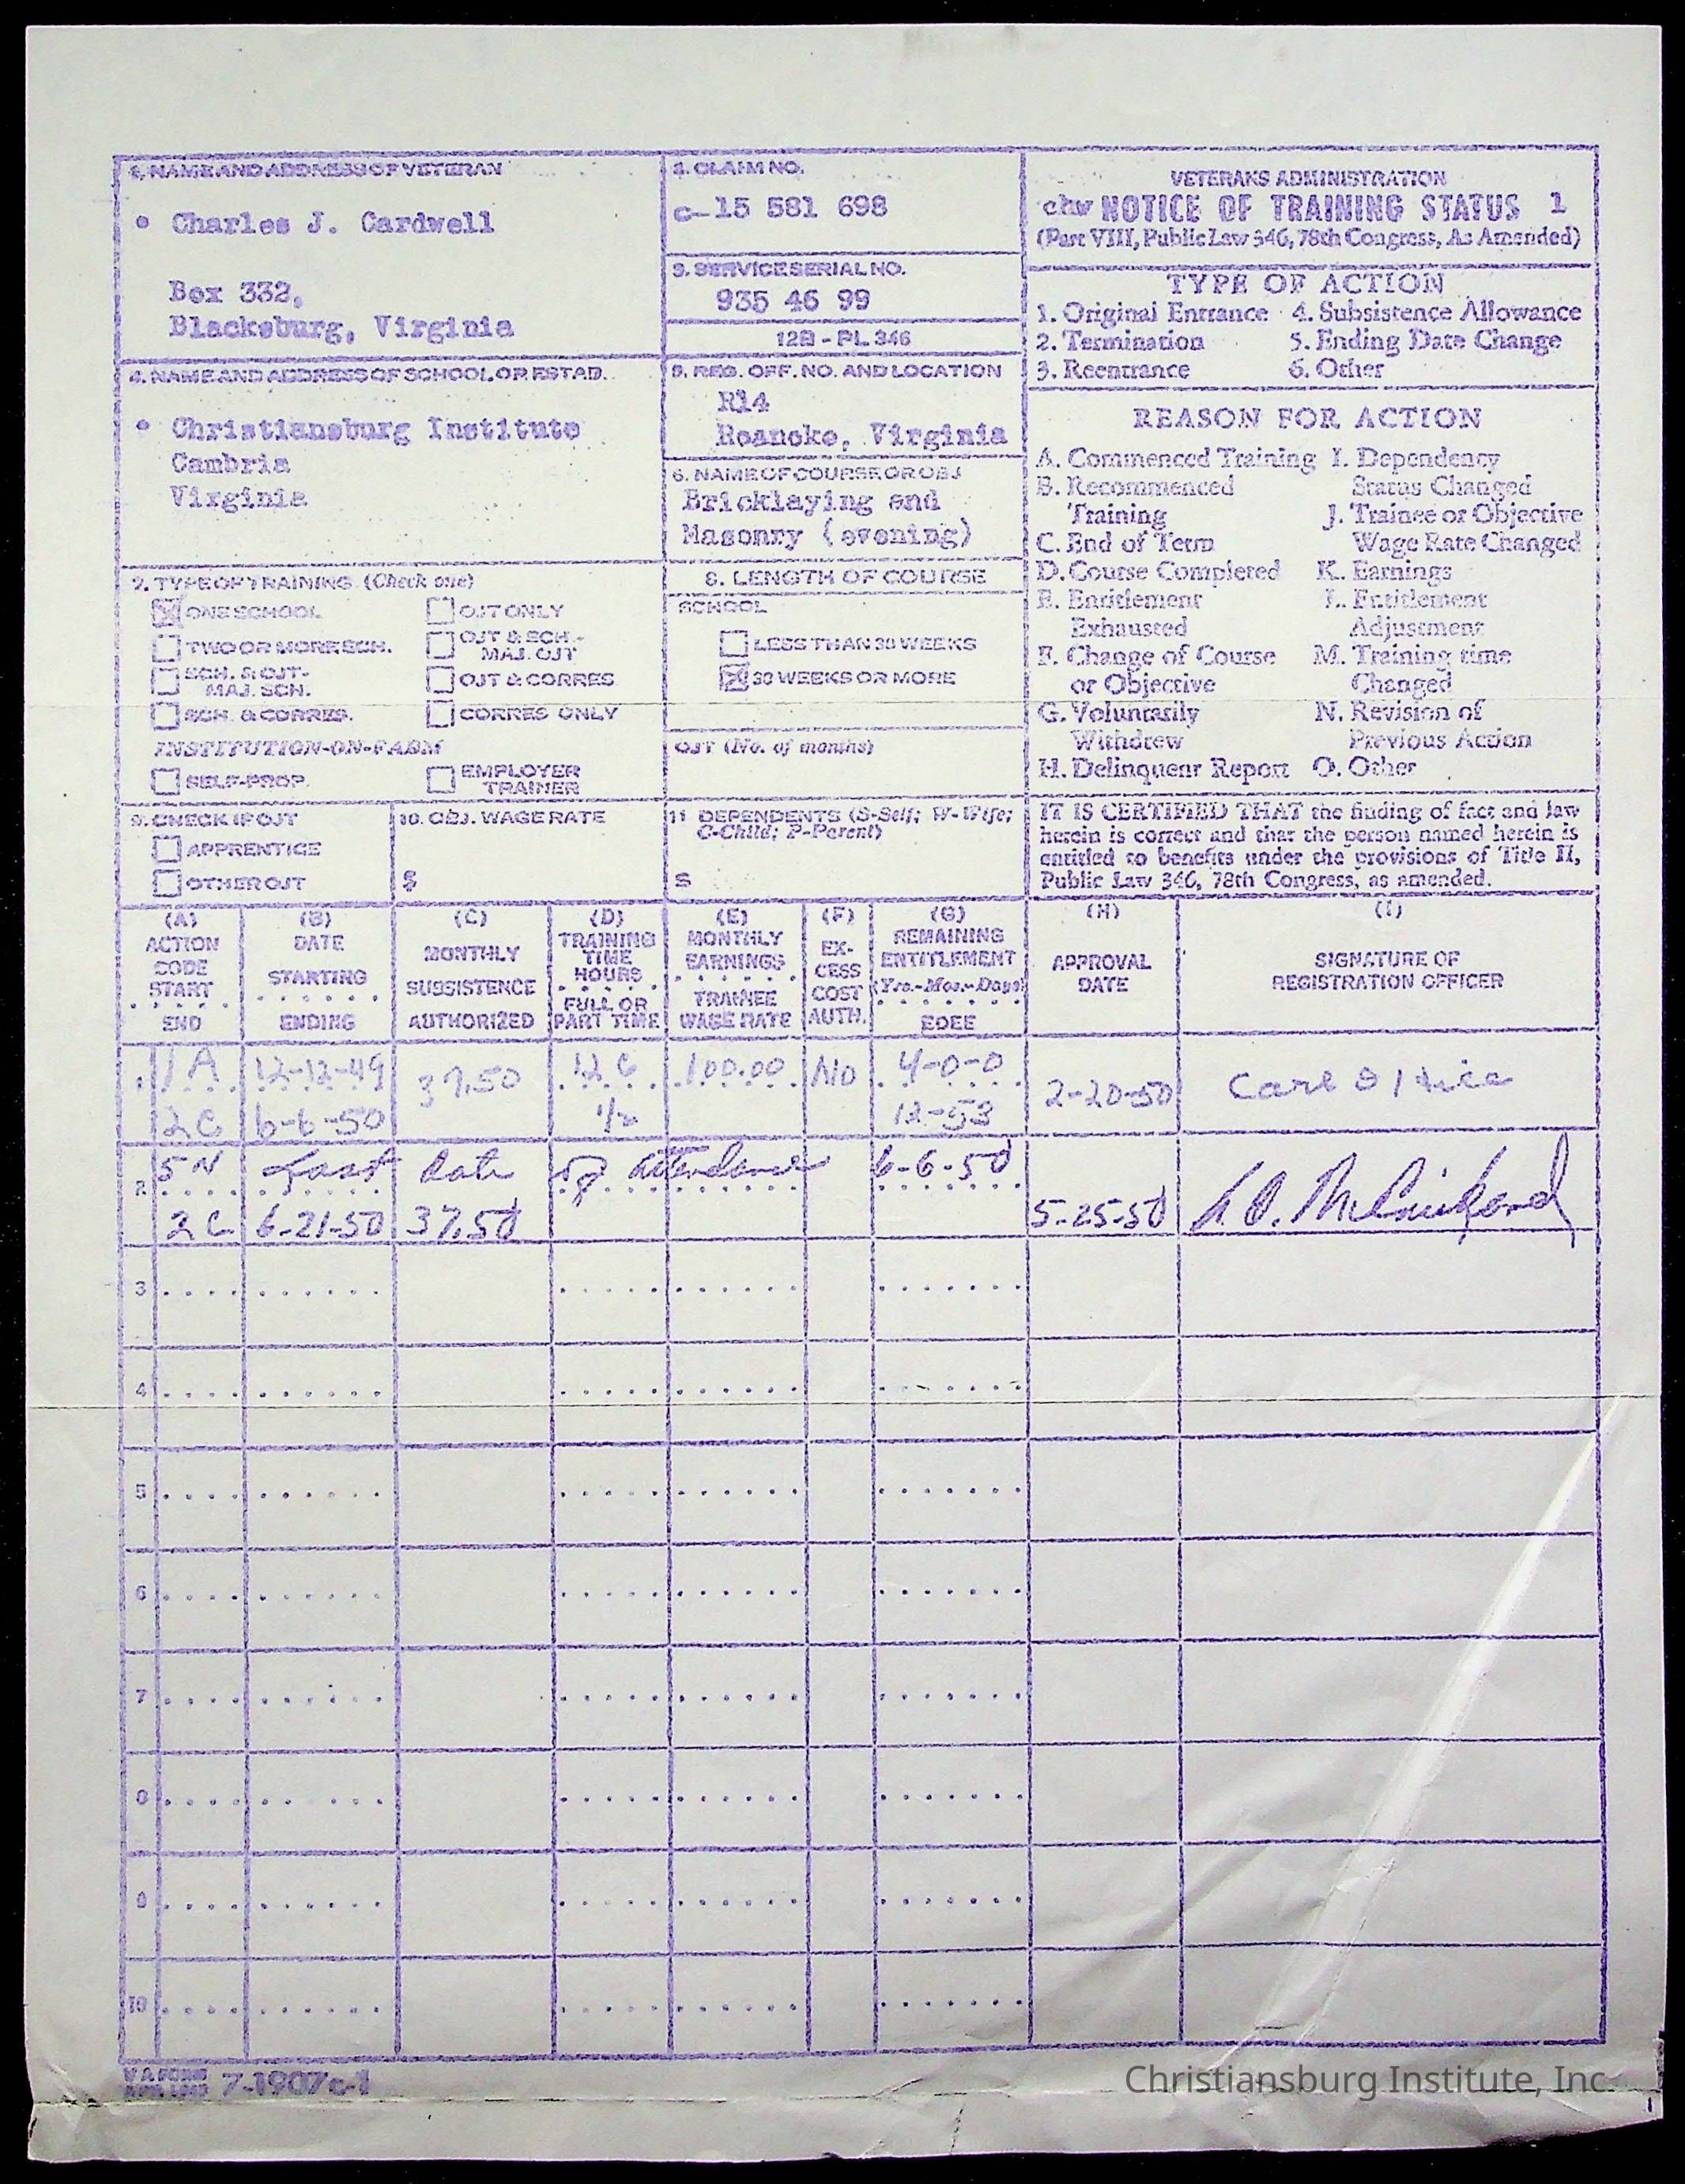 1. NAME AND ADDRESS OF VETERAN
• Charles J. Cardwell
Box 332,
Blacksburg, Virginia
2. CLAIM NO.
c-15 581 698
3. SERVICE SERIAL NO.
935 46 99
12B - PL 346
VETERANS ADMINISTRATION
chw NOTICE OF TRAINING STATUS 1
(Part VIII, Public Law 346, 78th Congress, As Amended)
TYPE OF ACTION
1. Original Entrance 4. Subsistence Allowance
2. Termination 5. Ending Date Change
3. Reentrance 6. Other
4. NAME AND ADDRESS OF SCHOOL OR ESTAB.
• Christiansburg Institute
Cambria
Virginia
5. REG. OFF. NO. AND LOCATION
R14
Roanoke, Virginia
6. NAME OF COURSE OR OBJ
Bricklaying and
Masonry (evening)
REASON FOR ACTION
A. Commenced Training I. Dependency
B. Recommenced Status Changed
Training J. Trainee or Objective
C. End of Term Wage Rate Changed
D. Course Completed K. Earnings
E. Entitlement L. Entitlement
Exhausted Adjustment
F. Change of Course M. Training time
or Objective Changed
G. Voluntarily N. Revision of
Withdrew Previous Action
H. Delinquent Report O. Other
7. TYPE OF TRAINING (Check one)
ONE SCHOOL OJT ONLY
TWO OR MORE SCH. OJT & SCH.-
MAJ. OJT
SCH. & OJT-
MAJ. SCH. OJT & CORRES
SCH. & CORRES. CORRES ONLY
INSTITUTION-ON-FARM
SELF-PROP. EMPLOYER
TRAINER
8. LENGTH OF COURSE
SCHOOL
LESS THAN 30 WEEKS
30 WEEKS OR MORE
OJT (No. of months)
9. CHECK IF OJT
APPRENTICE
OTHER OJT
10. OBJ. WAGE RATE
$
11 DEPENDENTS (S-Self; W-Wife;
C-Child; P-Parent)
S
IT IS CERTIFIED THAT the finding of fact and law
herein is correct and that the person named herein is
entitled to benefits under the provisions of Title II,
Public Law 346, 78th Congress, as amended.
(A) (B) (C) (D) (E) (F) (G) (H) (I)
ACTION
CODE
START
END
DATE
STARTING
ENDING
MONTHLY
SUBSISTENCE
AUTHORIZED
TRAINING
TIME
HOURS
FULL OR
PART TIME
MONTHLY
EARNINGS
TRAINEE
WAGE RATE
EX-
CESS
COST
AUTH.
REMAINING
ENTITLEMENT
(Yrs.-Mos.-Days)
EDEE
APPROVAL
DATE
SIGNATURE OF
REGISTRATION OFFICER
1 1A 12-12-49 37.50 12 C 100.00 No 4-0-0 2-20-50
2C 6-6-50 1/2 12-53
2 5N Last Date of attendance 6-6-50
2C 6-21-50 37.50 5-25-50
3
4
5
6
7
8
9
10
V A FORM
7-1907c-1
Christiansburg Institute, Inc.